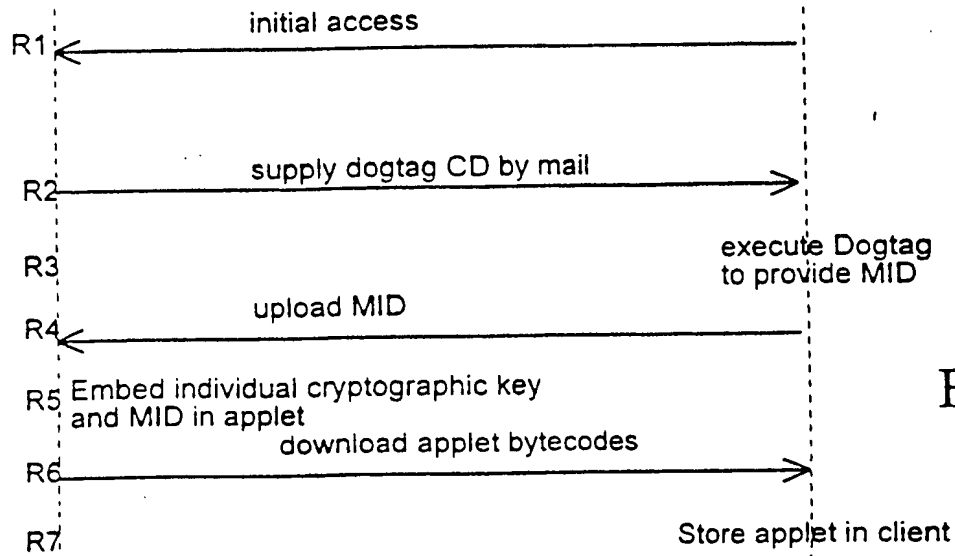 initial access
R1
supply dogtag CD by mail
R2
execute Dogtag
to provide MID
R3
upload MID
R4
R5 Embed individual cryptographic key
and MID in applet
download applet bytecodes
R6
Store applet in client
R7